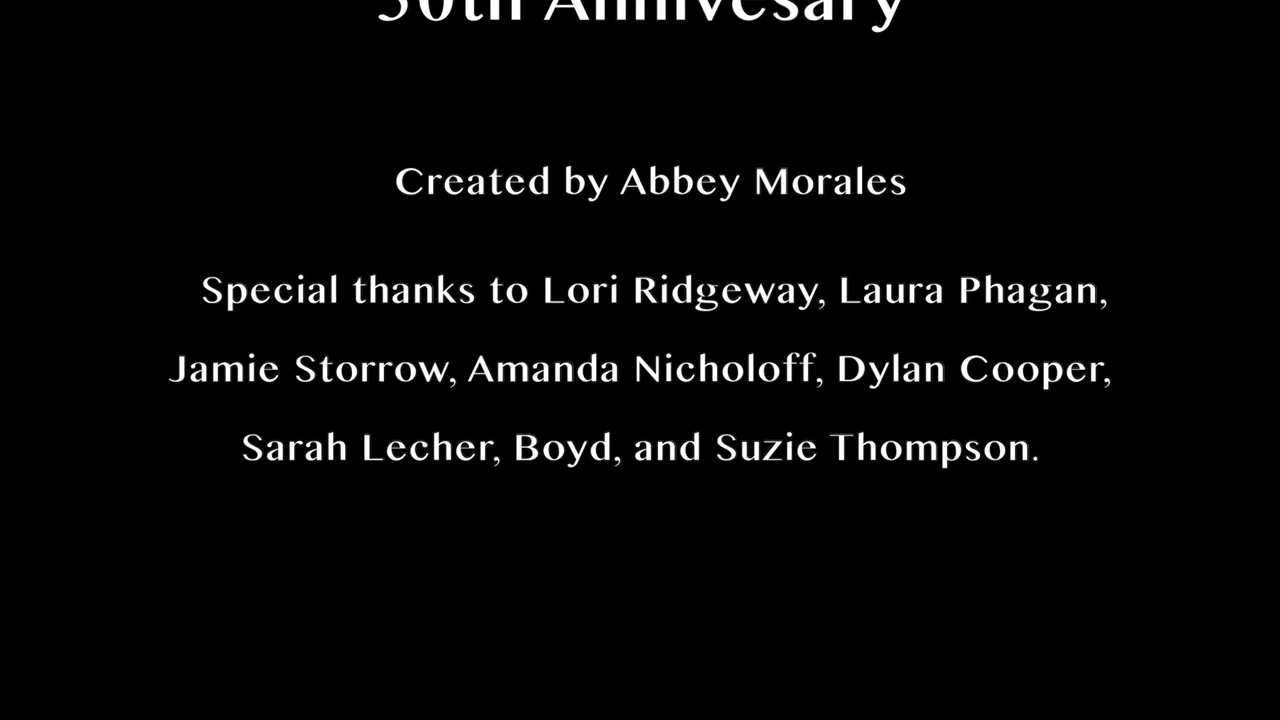 Annivesary
Created by Abbey Morales
Special thanks to Lori Ridgeway, Laura Phagan,
Jamie Storrow, Amanda Nicholoff, Dylan Cooper,
Sarah Lecher, Boyd, and Suzie Thompson.